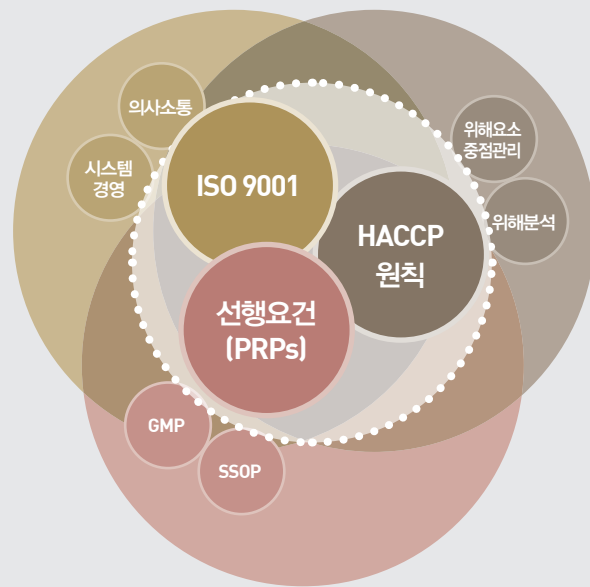 의사소통
시스템
경영
ISO 9001
위해요소
중점관리
위해분석
HACCP
원칙
선행요건
(PRPs)
GMP
SSOP